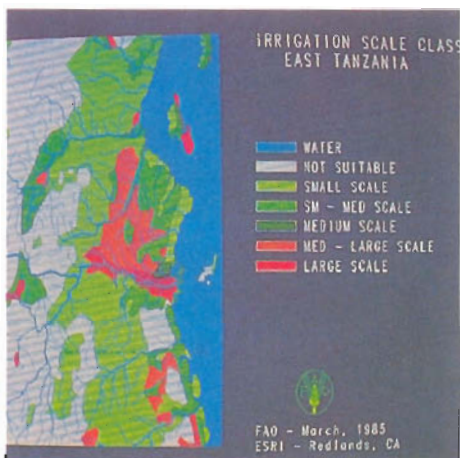 IRRIGATION SCALE CLASS
EAST TANZANIA
WATER
NOT SUITABLE
SMALL SCALE
SM - MED SCALE
MEDIUM SCALE
MED - LARGE SCALE
LARGE SCALE
FAO - March, 1985
ESRI - Redlands, CA